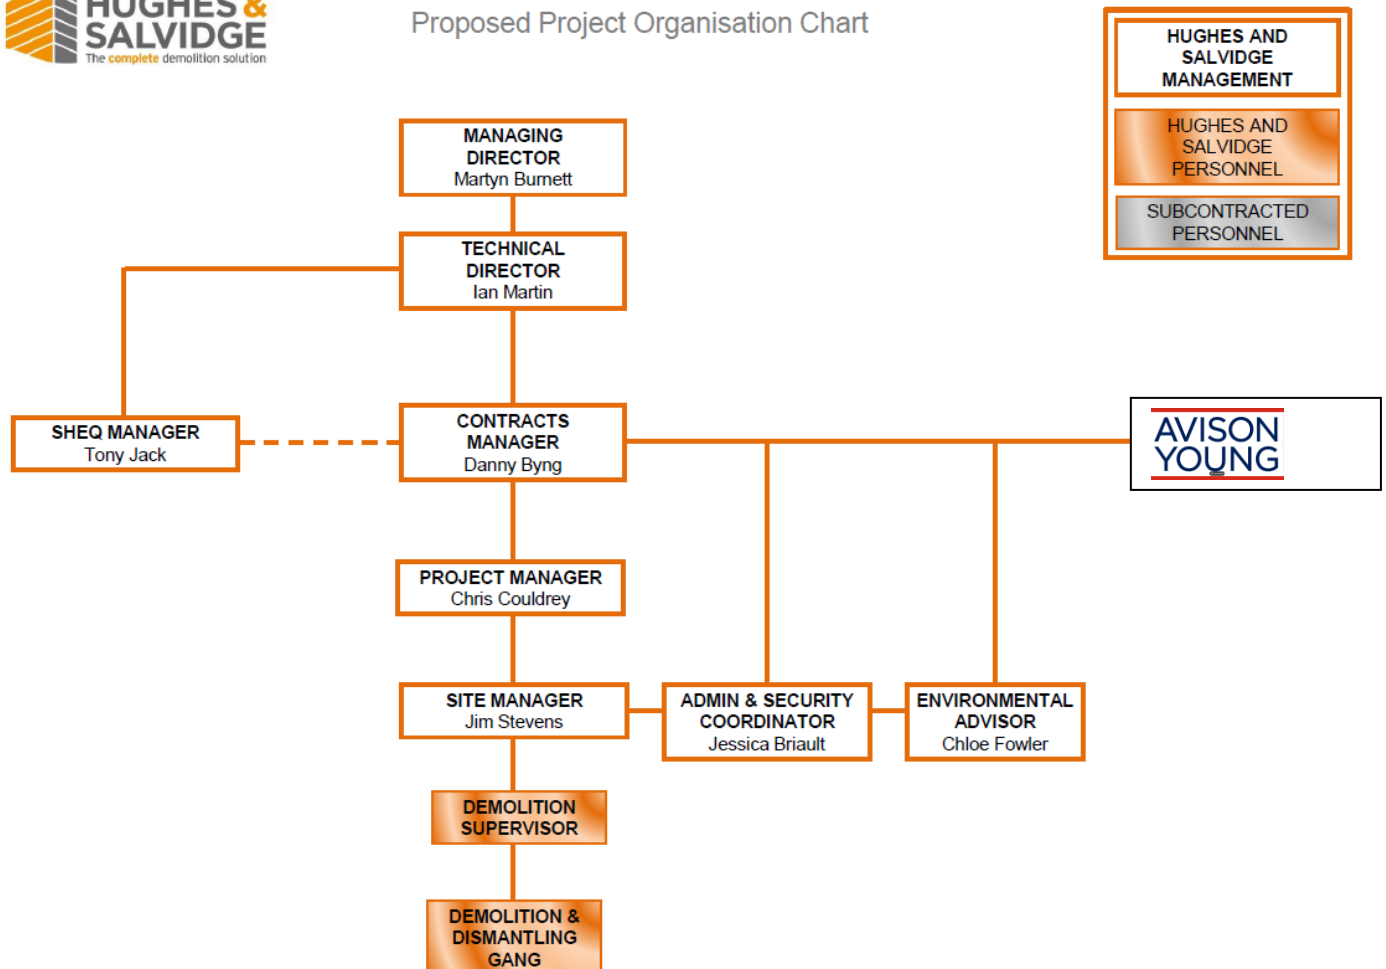 HUGHES &
SALVIDGE
The complete demolition solution
Proposed Project Organisation Chart
HUGHES AND
SALVIDGE
MANAGEMENT
HUGHES AND
SALVIDGE
PERSONNEL
SUBCONTRACTED
PERSONNEL
MANAGING
DIRECTOR
Martyn Burnett
TECHNICAL
DIRECTOR
Ian Martin
SHEQ MANAGER
Tony Jack
CONTRACTS
MANAGER
Danny Byng
AVISON
YOUNG
PROJECT MANAGER
Chris Couldrey
SITE MANAGER
Jim Stevens
ADMIN & SECURITY
COORDINATOR
Jessica Briault
ENVIRONMENTAL
ADVISOR
Chloe Fowler
DEMOLITION
SUPERVISOR
DEMOLITION &
DISMANTLING
GANG